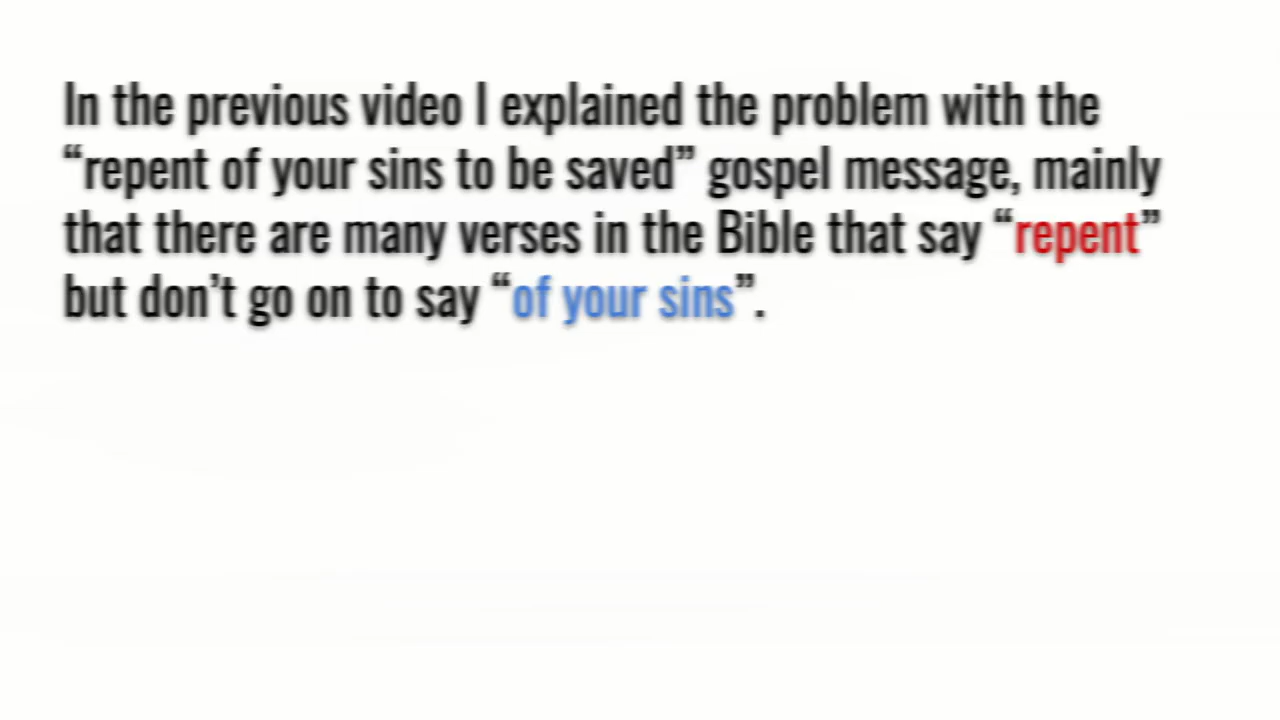 In the previous video I explained the problem with the
“repent of your sins to be saved” gospel message, mainly
that there are many verses in the Bible that say “repent”
but don’t go on to say “of your sins”.